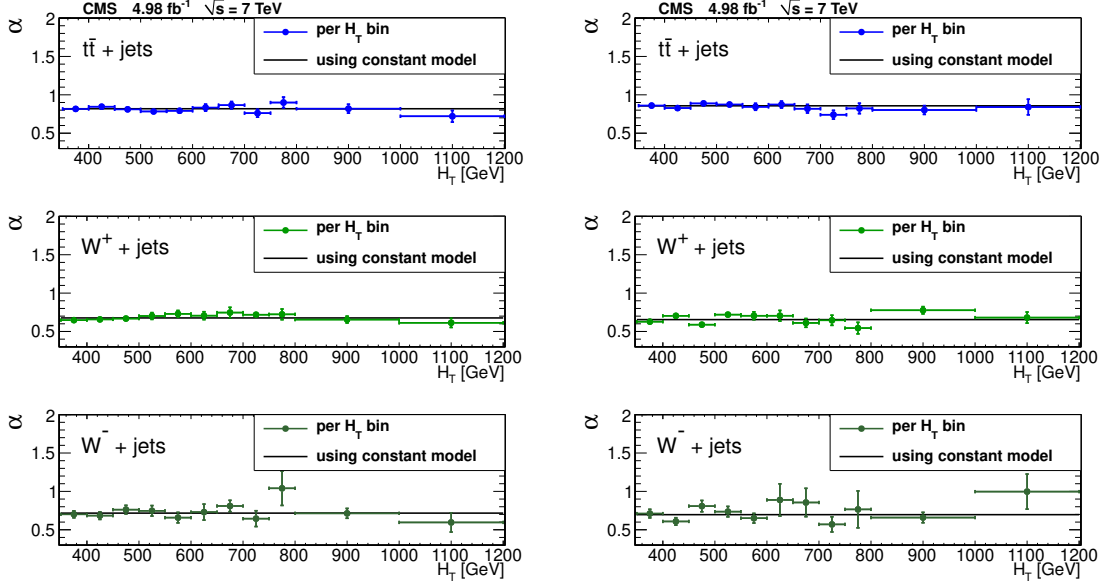 CMS 4.98 fb⁻¹ √s = 7 TeV
α
2
1.5
1
0.5
tt̄ + jets
per H_T bin
using constant model
400 500 600 700 800 900 1000 1100 1200
H_T [GeV]
CMS 4.98 fb⁻¹ √s = 7 TeV
α
2
1.5
1
0.5
tt̄ + jets
per H_T bin
using constant model
400 500 600 700 800 900 1000 1100 1200
H_T [GeV]
α
2
1.5
1
0.5
W⁺ + jets
per H_T bin
using constant model
400 500 600 700 800 900 1000 1100 1200
H_T [GeV]
α
2
1.5
1
0.5
W⁺ + jets
per H_T bin
using constant model
400 500 600 700 800 900 1000 1100 1200
H_T [GeV]
α
2
1.5
1
0.5
W⁻ + jets
per H_T bin
using constant model
400 500 600 700 800 900 1000 1100 1200
H_T [GeV]
α
2
1.5
1
0.5
W⁻ + jets
per H_T bin
using constant model
400 500 600 700 800 900 1000 1100 1200
H_T [GeV]